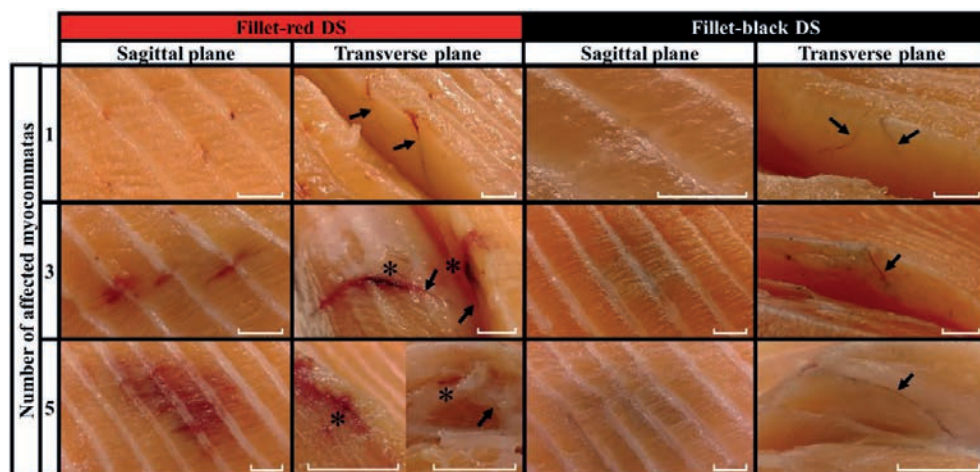 Fillet-red DS Fillet-black DS
Sagittal plane Transverse plane Sagittal plane Transverse plane
Number of affected myocommatas
1
* *
3
* *
5